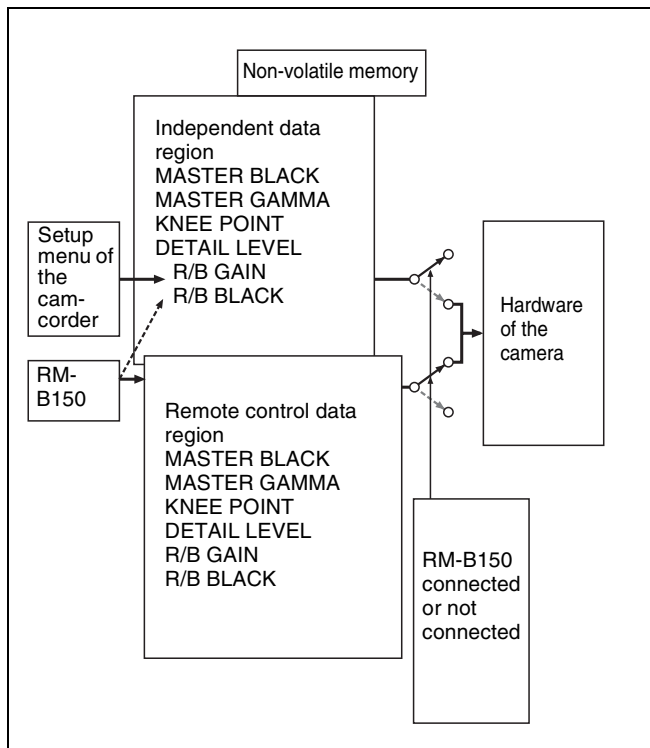 Non-volatile memory
Independent data
region
MASTER BLACK
MASTER GAMMA
KNEE POINT
DETAIL LEVEL
R/B GAIN
R/B BLACK
Setup
menu of
the cam-
corder
RM-
B150
Hardware
of the
camera
Remote control data
region
MASTER BLACK
MASTER GAMMA
KNEE POINT
DETAIL LEVEL
R/B GAIN
R/B BLACK
RM-B150
connected
or not
connected